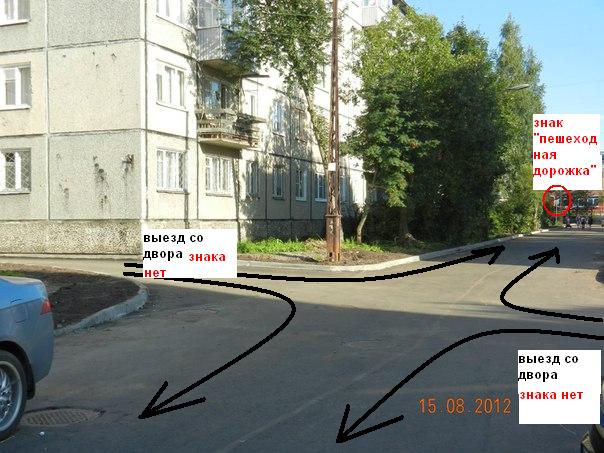 знак
"пешеход
ная
дорожка"
выезд со
двора знака
нет
выезд со
двора
знака нет
15.08.2012